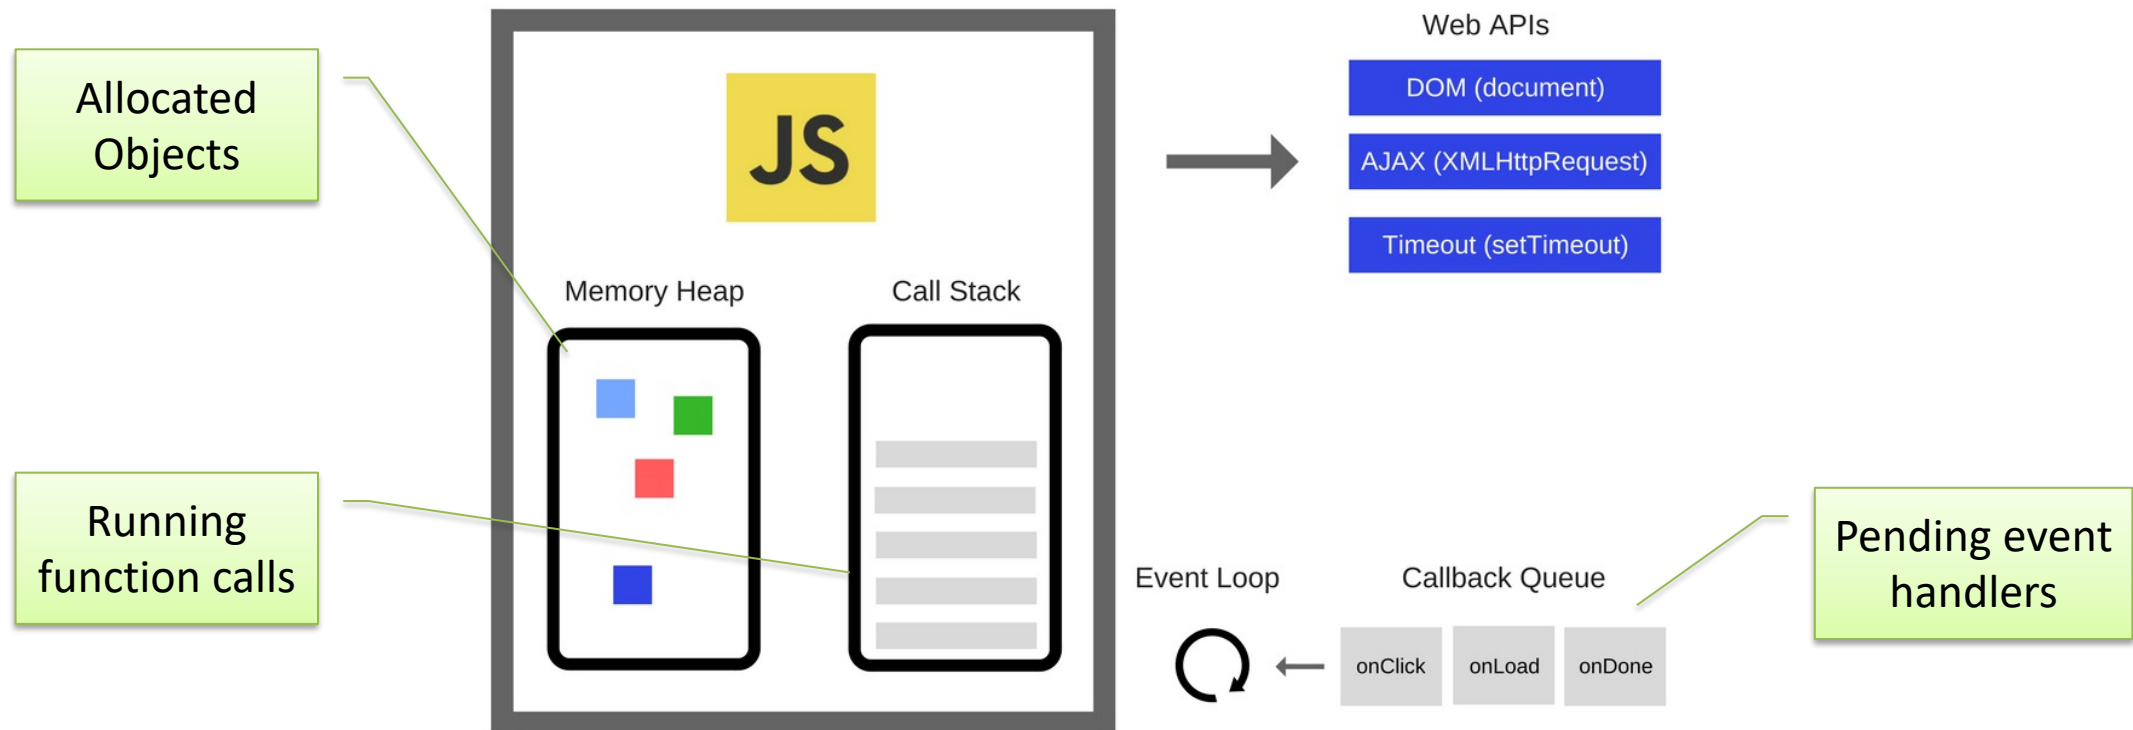 Allocated
Objects
JS
Memory Heap
Call Stack
Running
function calls
Web APIs
DOM (document)
AJAX (XMLHttpRequest)
Timeout (setTimeout)
Event Loop
Callback Queue
onClick
onLoad
onDone
Pending event
handlers